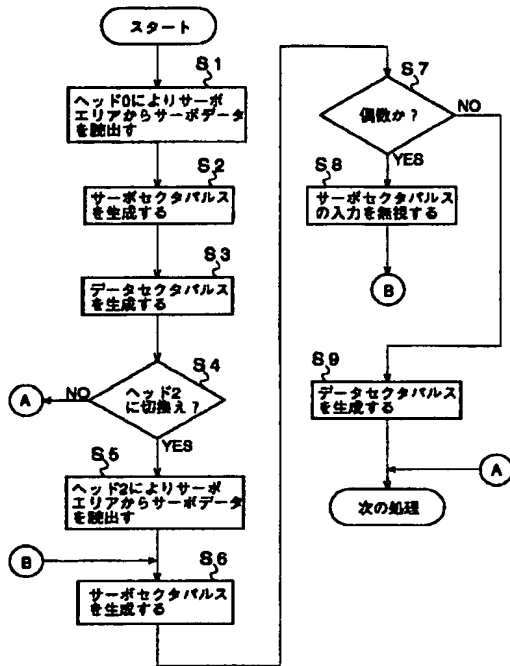 スタート
S1
ヘッド0によりサーボ
エリアからサーボデータ
を読出す
S2
サーボセクタパルス
を生成する
S3
データセクタパルス
を生成する
S4
ヘッド2
に切換え?
NO
A
YES
S5
ヘッド2によりサーボ
エリアからサーボデータ
を読出す
B
S6
サーボセクタパルス
を生成する
S7
偶数か?
NO
YES
S8
サーボセクタパルス
の入力を無視する
B
S9
データセクタパルス
を生成する
A
次の処理